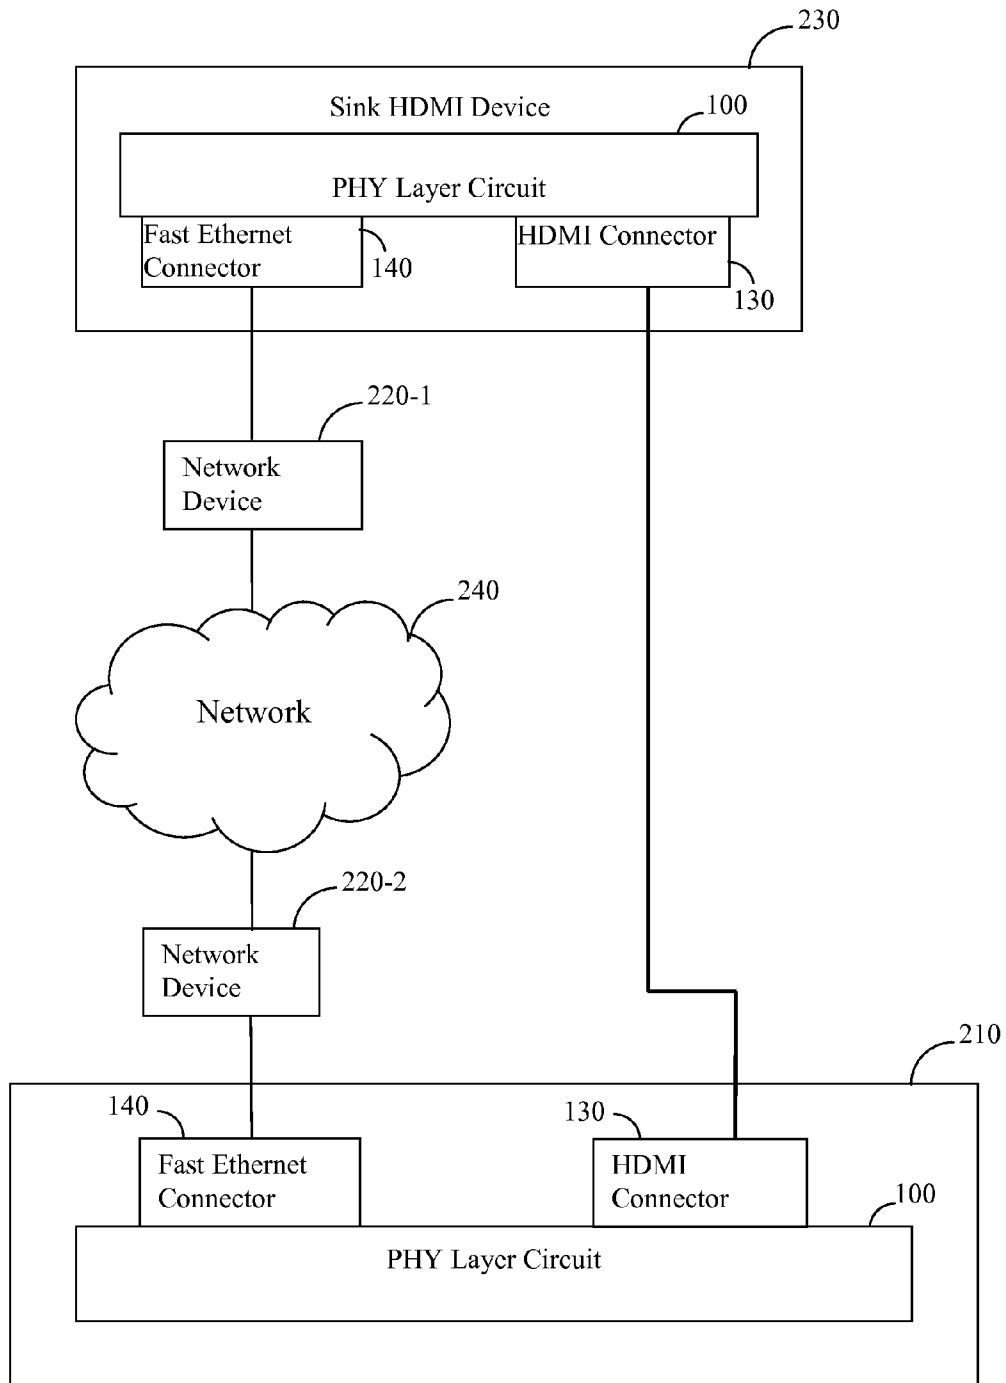 230
Sink HDMI Device
100
PHY Layer Circuit
Fast Ethernet
Connector
140
HDMI Connector
130
220-1
Network
Device
240
Network
220-2
Network
Device
210
140
Fast Ethernet
Connector
130
HDMI
Connector
100
PHY Layer Circuit